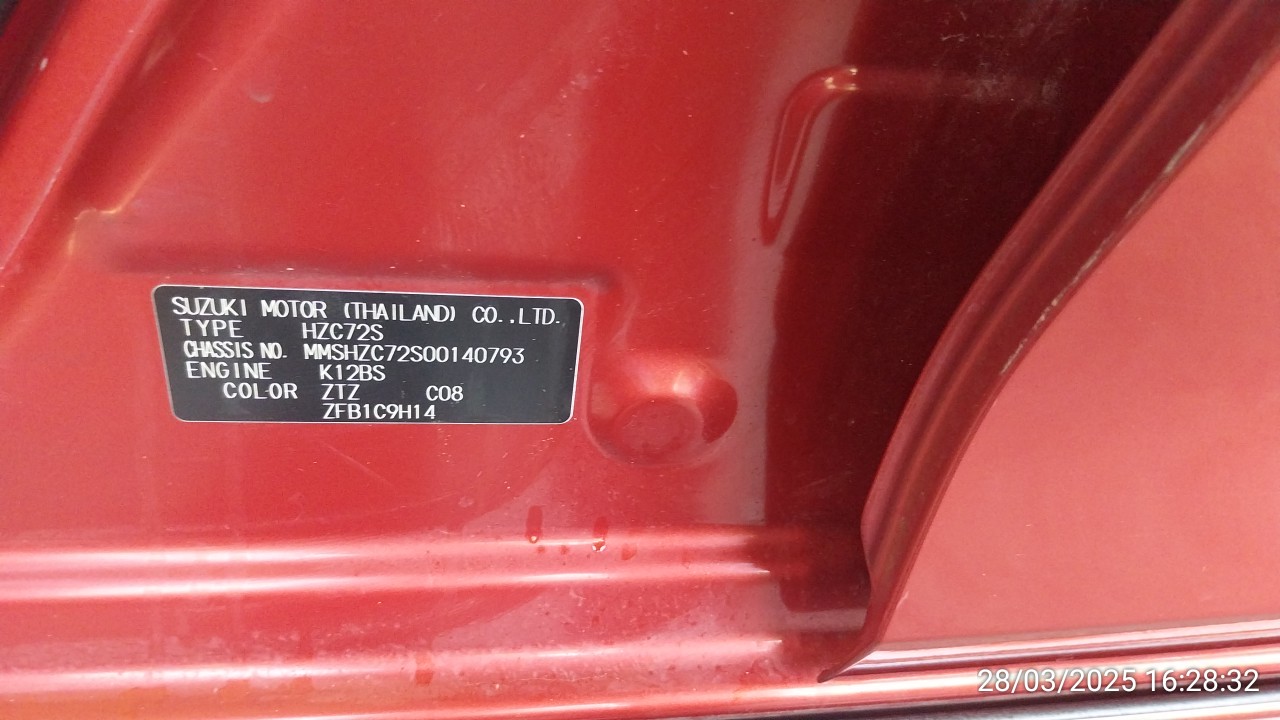 SUZUKI MOTOR (THAILAND) CO.,LTD.
TYPE HZC72S
CHASSIS NO. MMSHZC72S00140793
ENGINE K12BS
COLOR ZTZ C08
ZFB1C9H14
28/03/2025 16:28:32